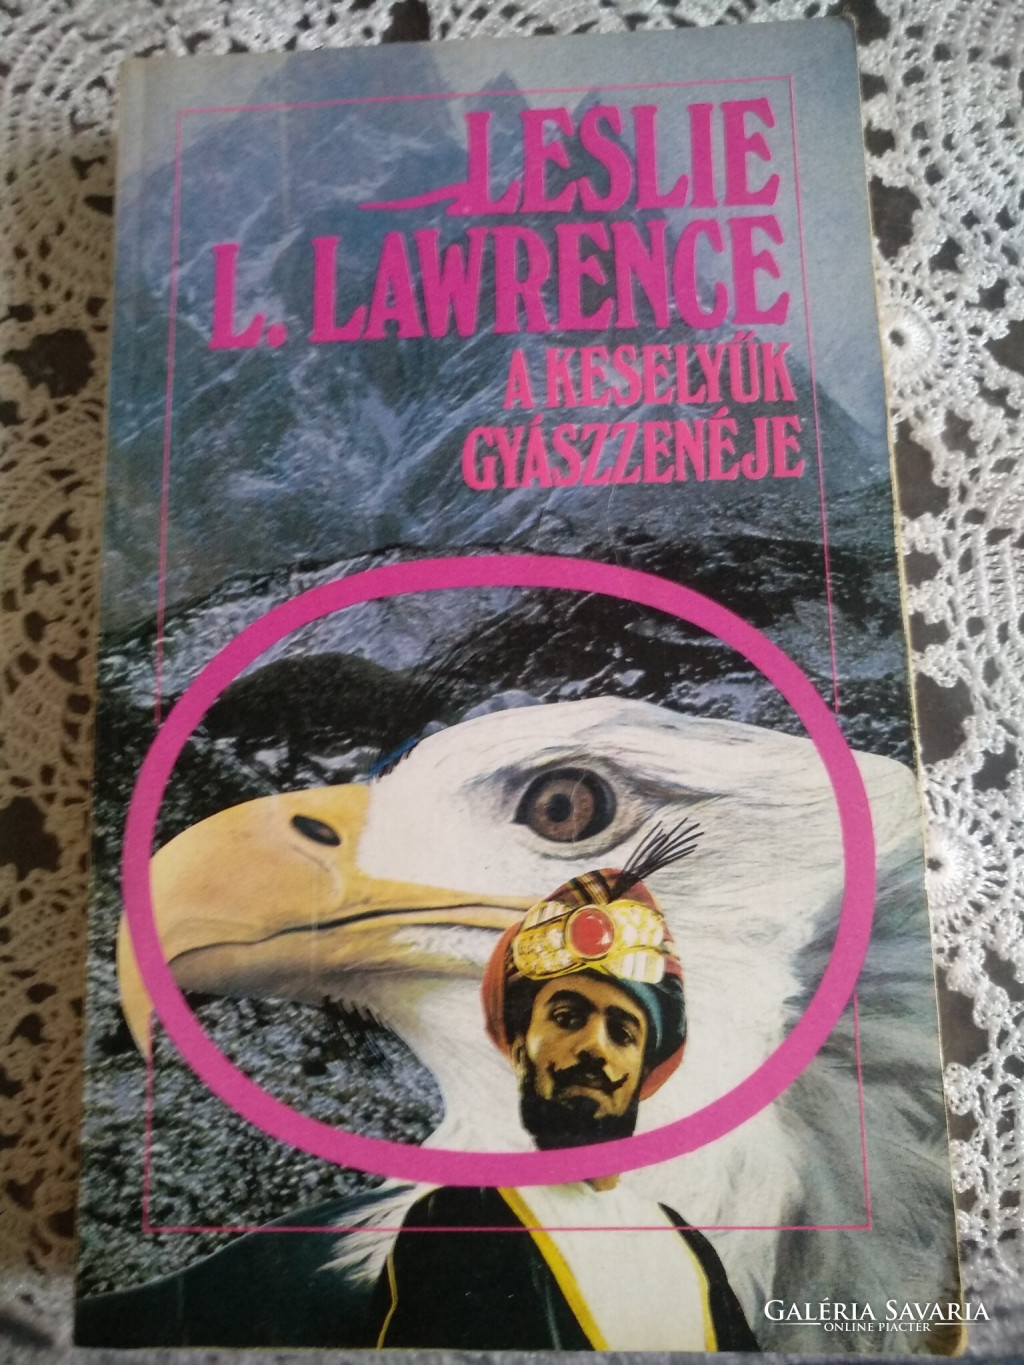 LESLIE
L. LAWRENCE
A KESELYŰK
GYÁSZZENÉJE
GALÉRIA SAVARIA
ONLINE PIACTÉR